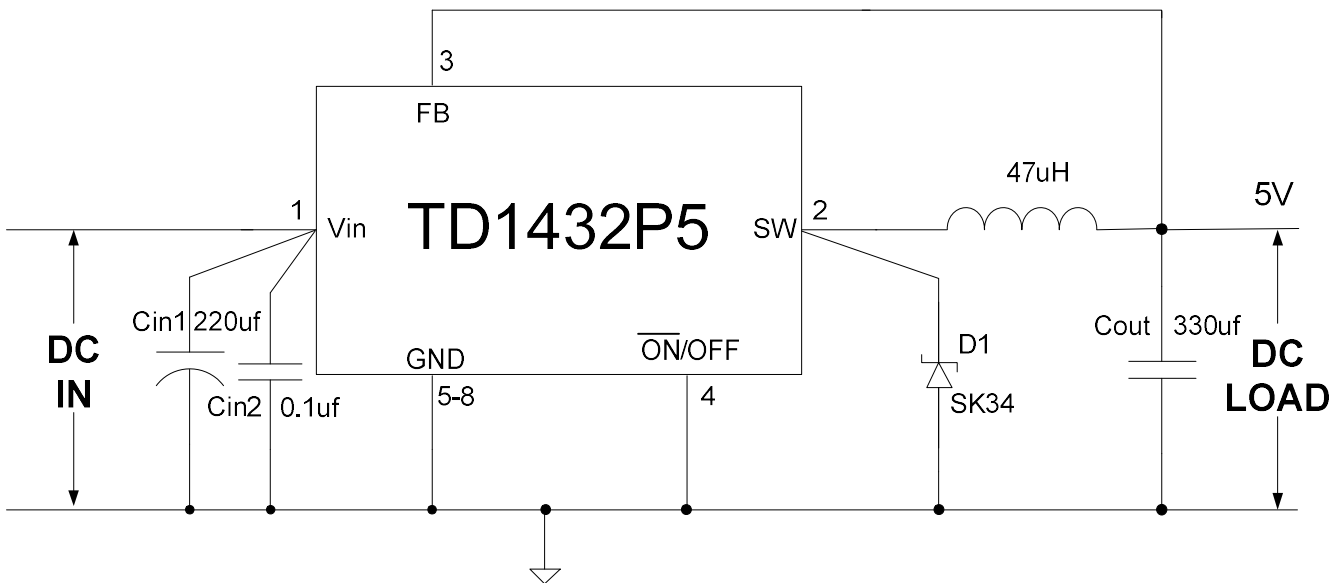 3
FB
47uH
1
Vin
TD1432P5
SW
2
5V
Cin1 220uf
DC
IN
GND
ON/OFF
D1
Cout 330uf
DC
LOAD
5-8
4
SK34
Cin2 0.1uf